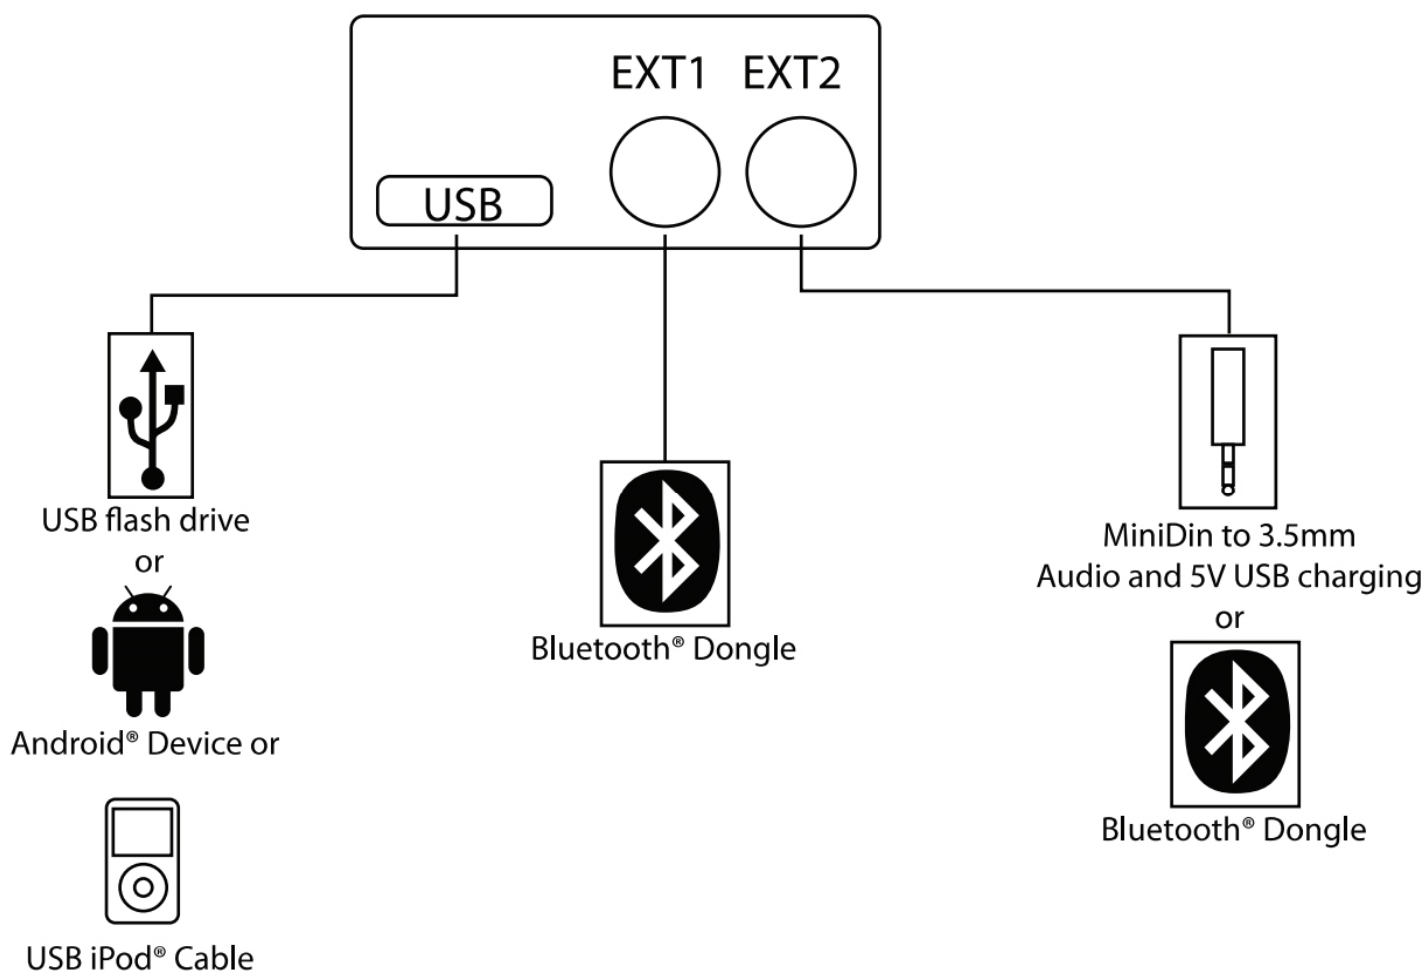 EXT1 EXT2
USB
USB flash drive
or
Android® Device or
USB iPod® Cable
Bluetooth® Dongle
MiniDin to 3.5mm
Audio and 5V USB charging
or
Bluetooth® Dongle